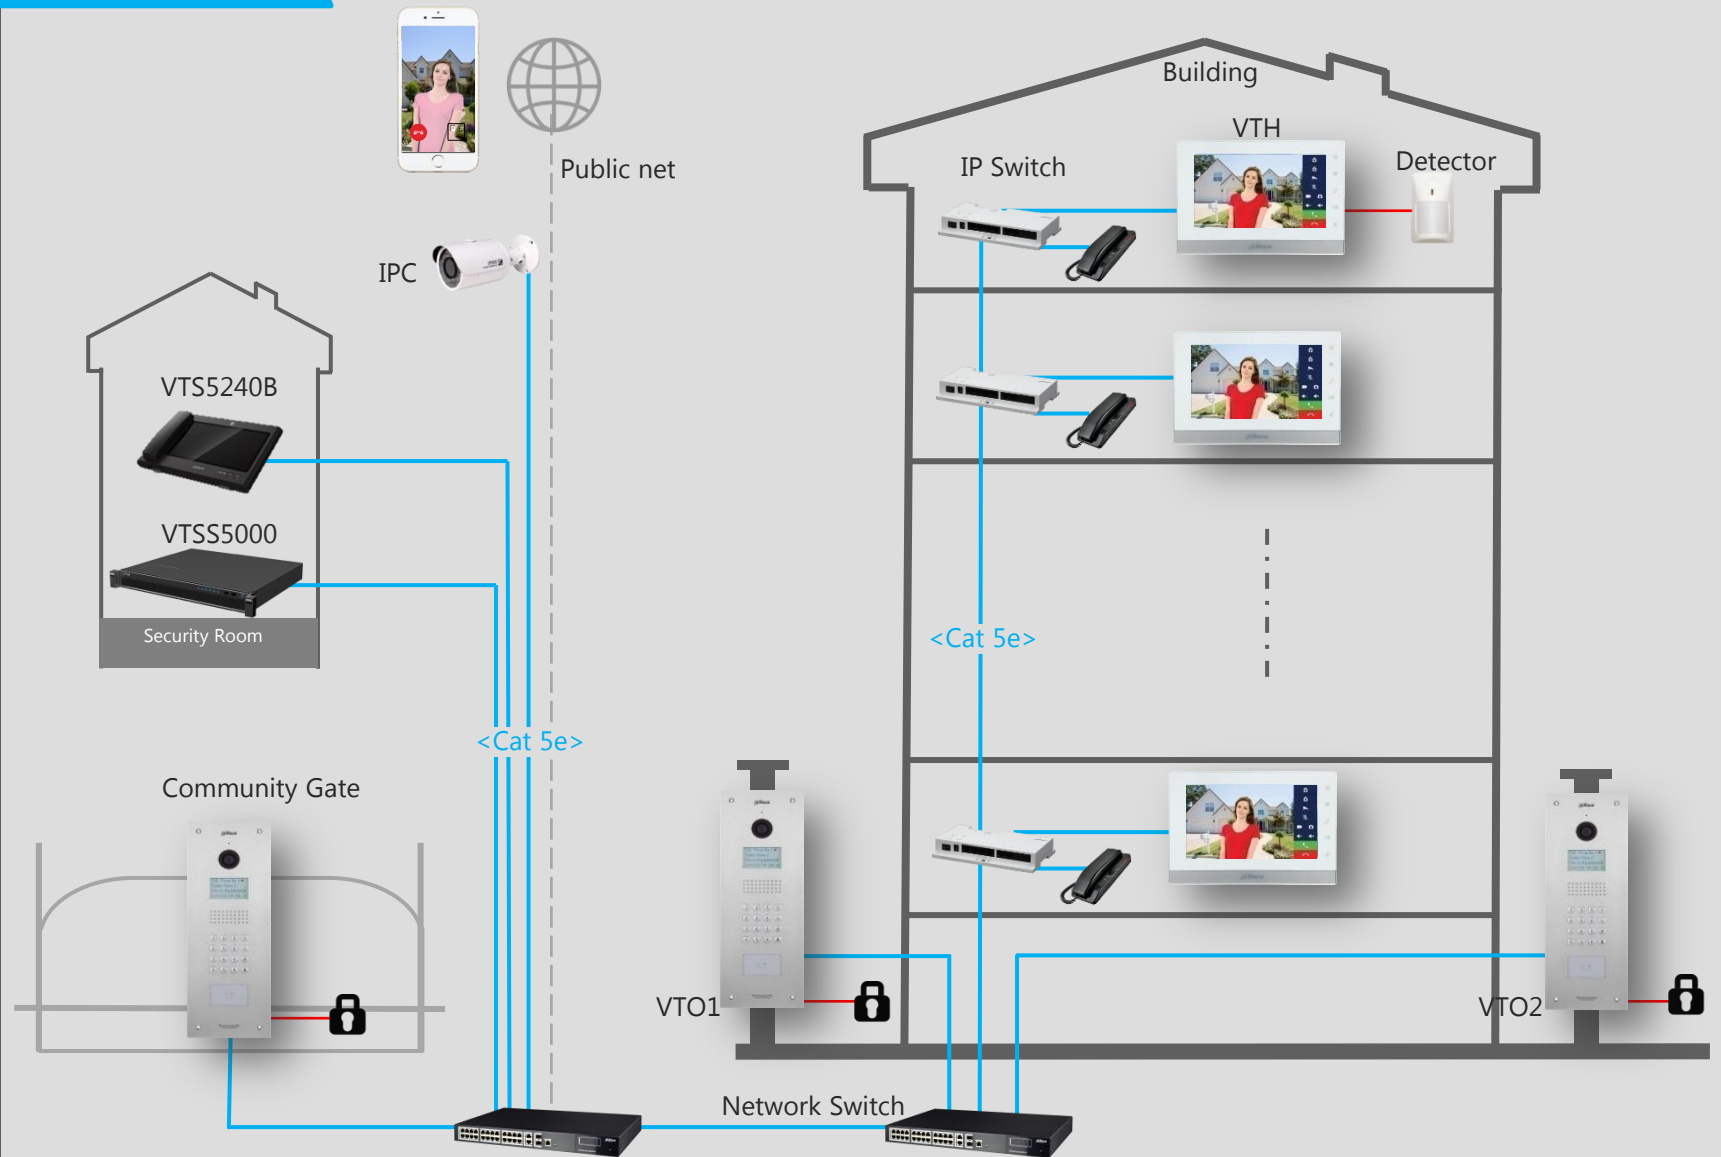 Building
VTH
Public net
IP Switch
Detector
IPC
VTS5240B
VTSS5000
Security Room
<Cat 5e>
<Cat 5e>
Community Gate
VTO1
VTO2
Network Switch